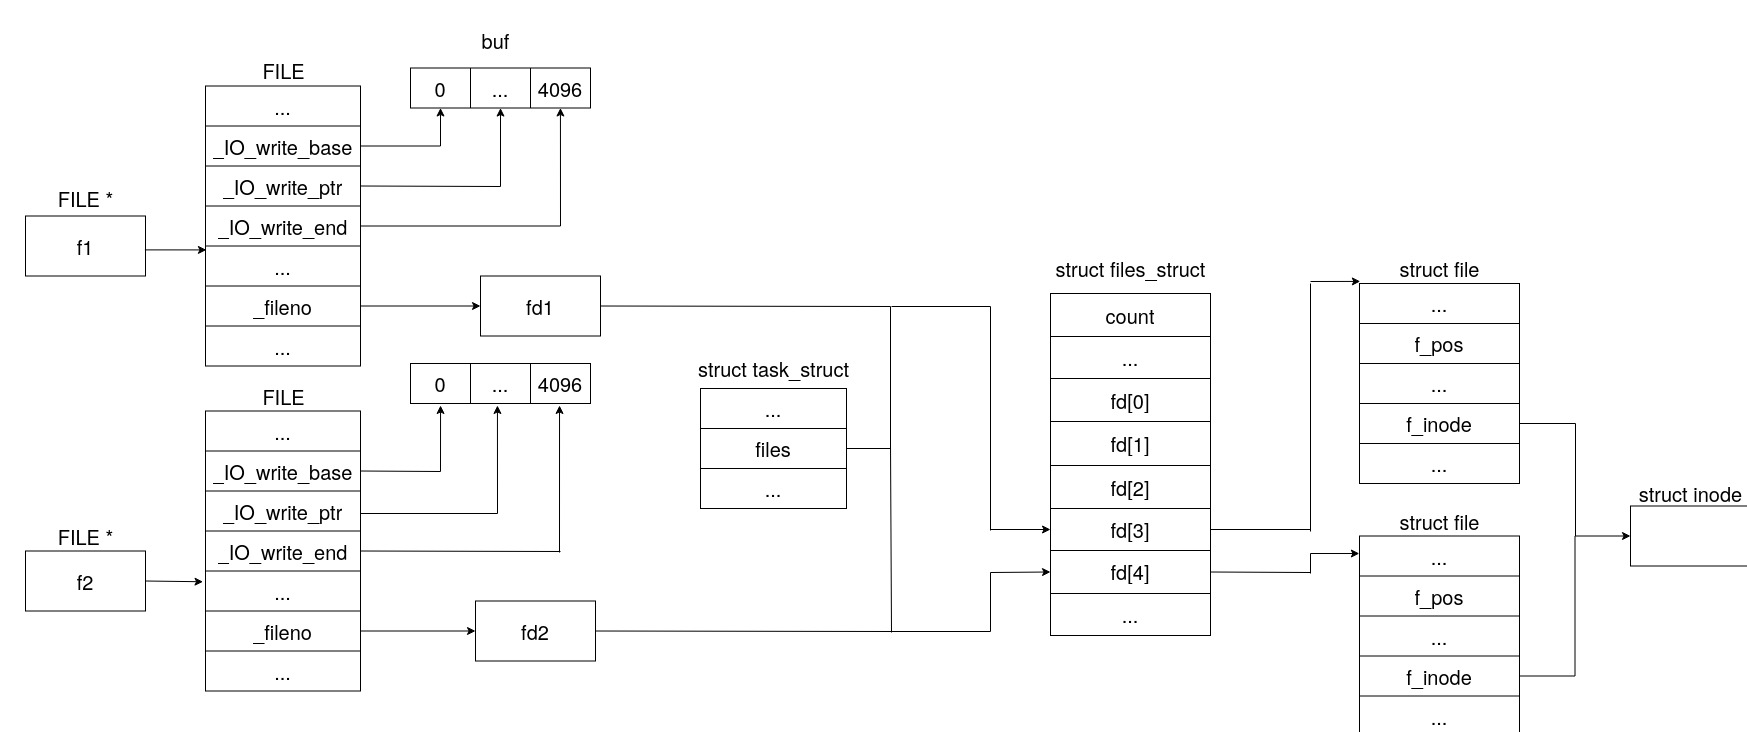 buf
0 ... 4096
FILE
...
_IO_write_base
_IO_write_ptr
_IO_write_end
...
_fileno
...
FILE *
f1
fd1
0 ... 4096
FILE
...
_IO_write_base
_IO_write_ptr
_IO_write_end
...
_fileno
...
FILE *
f2
fd2
struct task_struct
...
files
...
struct files_struct
count
...
fd[0]
fd[1]
fd[2]
fd[3]
fd[4]
...
struct file
...
f_pos
...
f_inode
...
struct file
...
f_pos
...
f_inode
...
struct inode